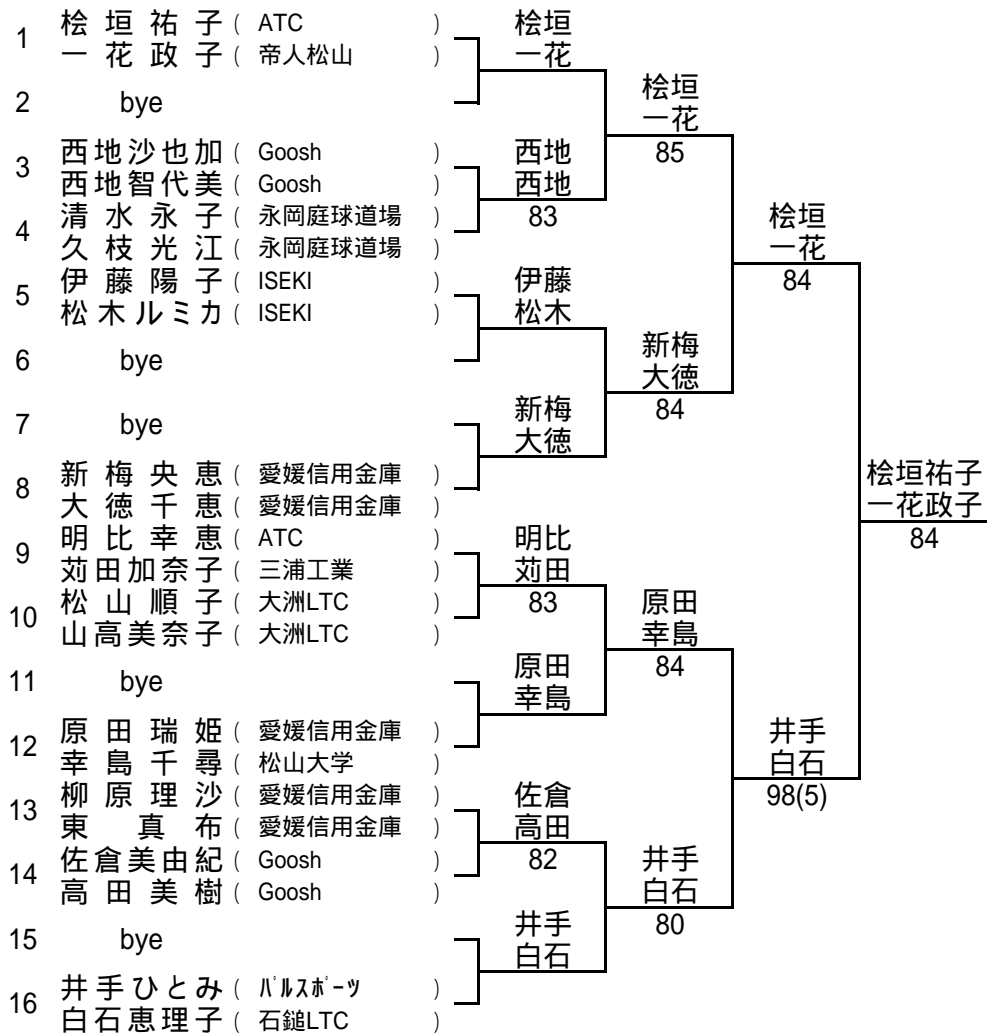 1 桧垣祐子 ( ATC ) 
一花政子 ( 帝人松山 )
2 bye
3 西地沙也加 ( Goosh )
西地智代美 ( Goosh )
4 清水永子 ( 永岡庭球道場 )
久枝光江 ( 永岡庭球道場 )
5 伊藤陽子 ( ISEKI )
松木ルミカ ( ISEKI )
6 bye
7 bye
8 新梅央恵 ( 愛媛信用金庫 )
大徳千恵 ( 愛媛信用金庫 )
9 明比幸恵 ( ATC )
苅田加奈子 ( 三浦工業 )
10 松山順子 ( 大洲LTC )
山高美奈子 ( 大洲LTC )
11 bye
12 原田瑞姫 ( 愛媛信用金庫 )
幸島千尋 ( 松山大学 )
13 柳原理沙 ( 愛媛信用金庫 )
東真布 ( 愛媛信用金庫 )
14 佐倉美由紀 ( Goosh )
高田美樹 ( Goosh )
15 bye
16 井手ひとみ ( パルスポーツ )
白石恵理子 ( 石鎚LTC )
桧垣
一花
西地
西地
83
伊藤
松木
新梅
大徳
明比
苅田
83
原田
幸島
佐倉
高田
82
井手
白石
桧垣
一花
85
新梅
大徳
84
原田
幸島
84
井手
白石
80
桧垣
一花
84
井手
白石
98(5)
桧垣祐子
一花政子
84